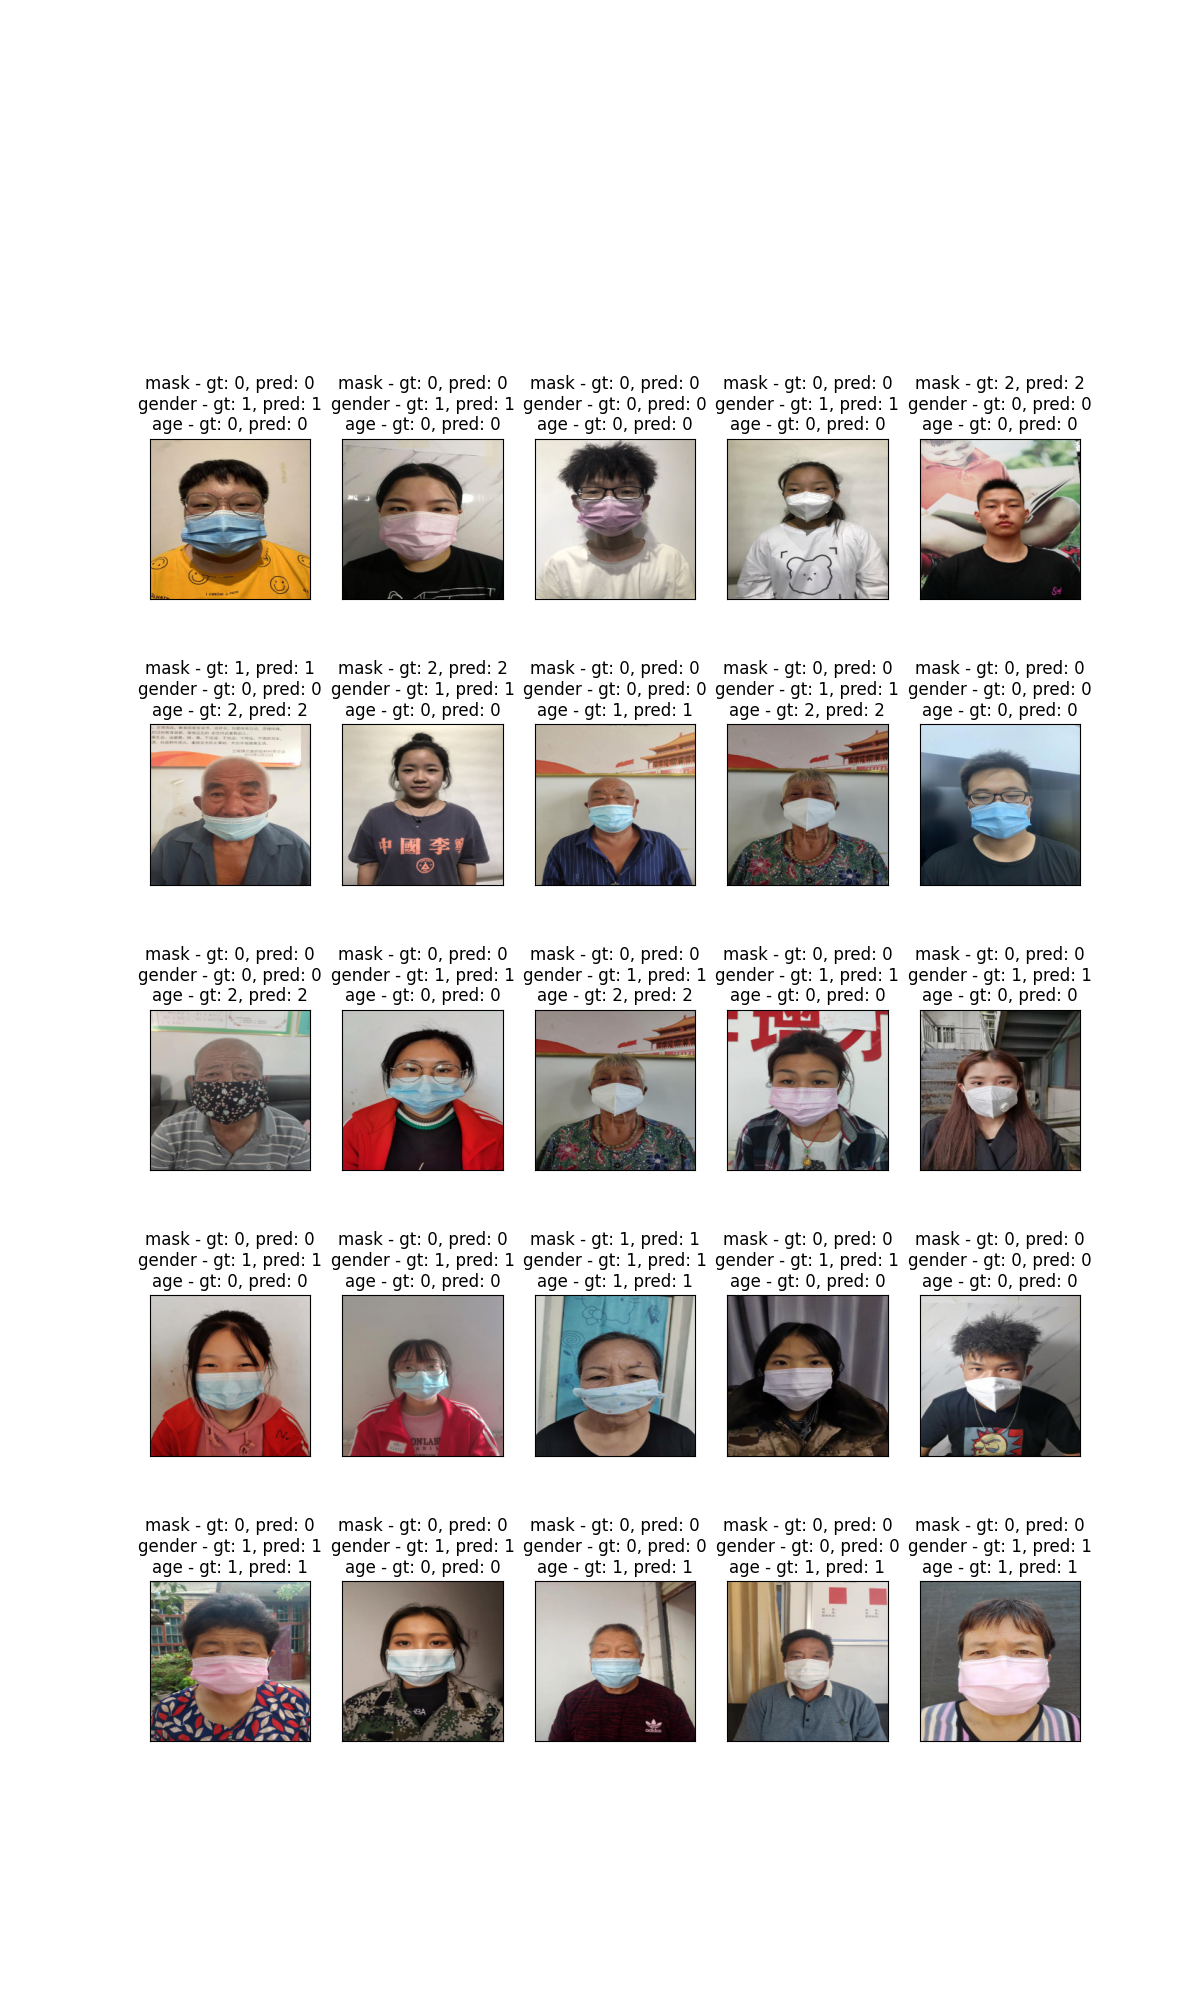 mask - gt: 0, pred: 0
gender - gt: 1, pred: 1
age - gt: 0, pred: 0
mask - gt: 0, pred: 0
gender - gt: 1, pred: 1
age - gt: 0, pred: 0
mask - gt: 0, pred: 0
gender - gt: 0, pred: 0
age - gt: 0, pred: 0
mask - gt: 0, pred: 0
gender - gt: 1, pred: 1
age - gt: 0, pred: 0
mask - gt: 2, pred: 2
gender - gt: 0, pred: 0
age - gt: 0, pred: 0
mask - gt: 1, pred: 1
gender - gt: 0, pred: 0
age - gt: 2, pred: 2
mask - gt: 2, pred: 2
gender - gt: 1, pred: 1
age - gt: 0, pred: 0
中國李寧
mask - gt: 0, pred: 0
gender - gt: 0, pred: 0
age - gt: 1, pred: 1
mask - gt: 0, pred: 0
gender - gt: 1, pred: 1
age - gt: 2, pred: 2
mask - gt: 0, pred: 0
gender - gt: 0, pred: 0
age - gt: 0, pred: 0
mask - gt: 0, pred: 0
gender - gt: 0, pred: 0
age - gt: 2, pred: 2
mask - gt: 0, pred: 0
gender - gt: 1, pred: 1
age - gt: 0, pred: 0
mask - gt: 0, pred: 0
gender - gt: 1, pred: 1
age - gt: 2, pred: 2
mask - gt: 0, pred: 0
gender - gt: 1, pred: 1
age - gt: 0, pred: 0
mask - gt: 0, pred: 0
gender - gt: 1, pred: 1
age - gt: 0, pred: 0
mask - gt: 0, pred: 0
gender - gt: 1, pred: 1
age - gt: 0, pred: 0
mask - gt: 0, pred: 0
gender - gt: 1, pred: 1
age - gt: 0, pred: 0
mask - gt: 1, pred: 1
gender - gt: 1, pred: 1
age - gt: 1, pred: 1
mask - gt: 0, pred: 0
gender - gt: 1, pred: 1
age - gt: 0, pred: 0
mask - gt: 0, pred: 0
gender - gt: 0, pred: 0
age - gt: 0, pred: 0
mask - gt: 0, pred: 0
gender - gt: 1, pred: 1
age - gt: 1, pred: 1
mask - gt: 0, pred: 0
gender - gt: 1, pred: 1
age - gt: 0, pred: 0
mask - gt: 0, pred: 0
gender - gt: 0, pred: 0
age - gt: 1, pred: 1
adidas
mask - gt: 0, pred: 0
gender - gt: 0, pred: 0
age - gt: 1, pred: 1
mask - gt: 0, pred: 0
gender - gt: 1, pred: 1
age - gt: 1, pred: 1